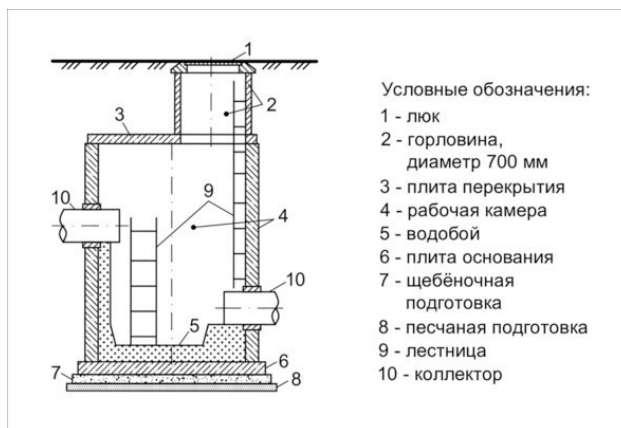 1
2
3
10
9
4
10
5
6
7
8
Условные обозначения:
1 - люк
2 - горловина,
диаметр 700 мм
3 - плита перекрытия
4 - рабочая камера
5 - водобой
6 - плита основания
7 - щебёночная
подготовка
8 - песчаная подготовка
9 - лестница
10 - коллектор